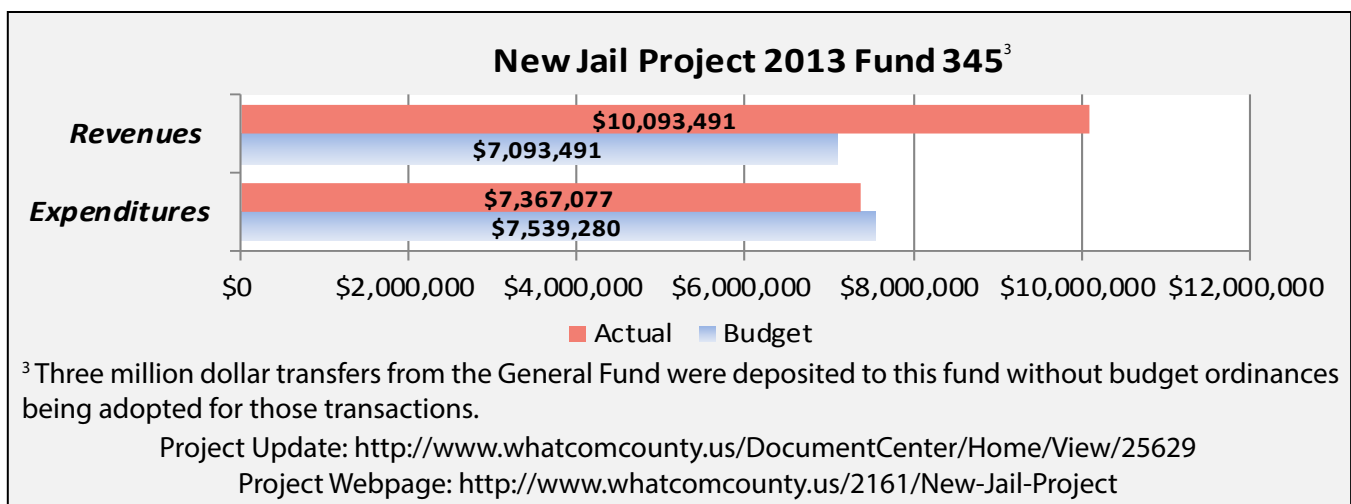 New Jail Project 2013 Fund 345³
Revenues
$10,093,491
$7,093,491
Expenditures
$7,367,077
$7,539,280
$0 $2,000,000 $4,000,000 $6,000,000 $8,000,000 $10,000,000 $12,000,000
Actual Budget
³ Three million dollar transfers from the General Fund were deposited to this fund without budget ordinances
being adopted for those transactions.
Project Update: http://www.whatcomcounty.us/DocumentCenter/Home/View/25629
Project Webpage: http://www.whatcomcounty.us/2161/New-Jail-Project